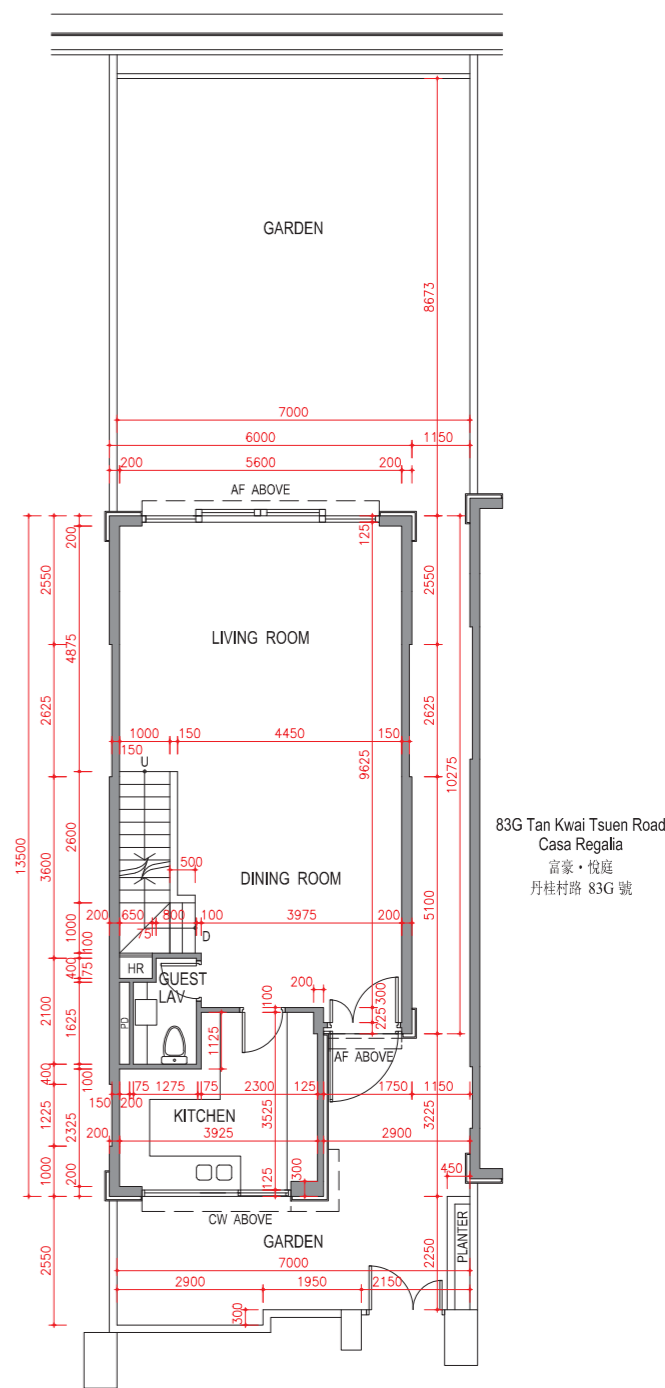 GARDEN
8673
7000
6000 1150
200 5600 200
AF ABOVE
200
125
2550
4875
2550
LIVING ROOM
2625
2625
1000 150 4450 150
150
U
9625
10275
13500
3600
2600
500
DINING ROOM
5100
83G Tan Kwai Tsuen Road
Casa Regalia
富豪・悅庭
丹桂村路 83G 號
200 650 800 100 3975 200
75
D
1000
100
HR
400
75
GUEST
LAV
200
300
2100
1625
PD
100
225
1125
AF ABOVE
400
100
75 1275 75 2300 125 1750 1150
150 200
KITCHEN
3525
3225
1225
2325
200 3925 2900
1000
200
125
300
450
CW ABOVE
GARDEN
PLANTER
2550
2250
7000
2900 1950 2150
300